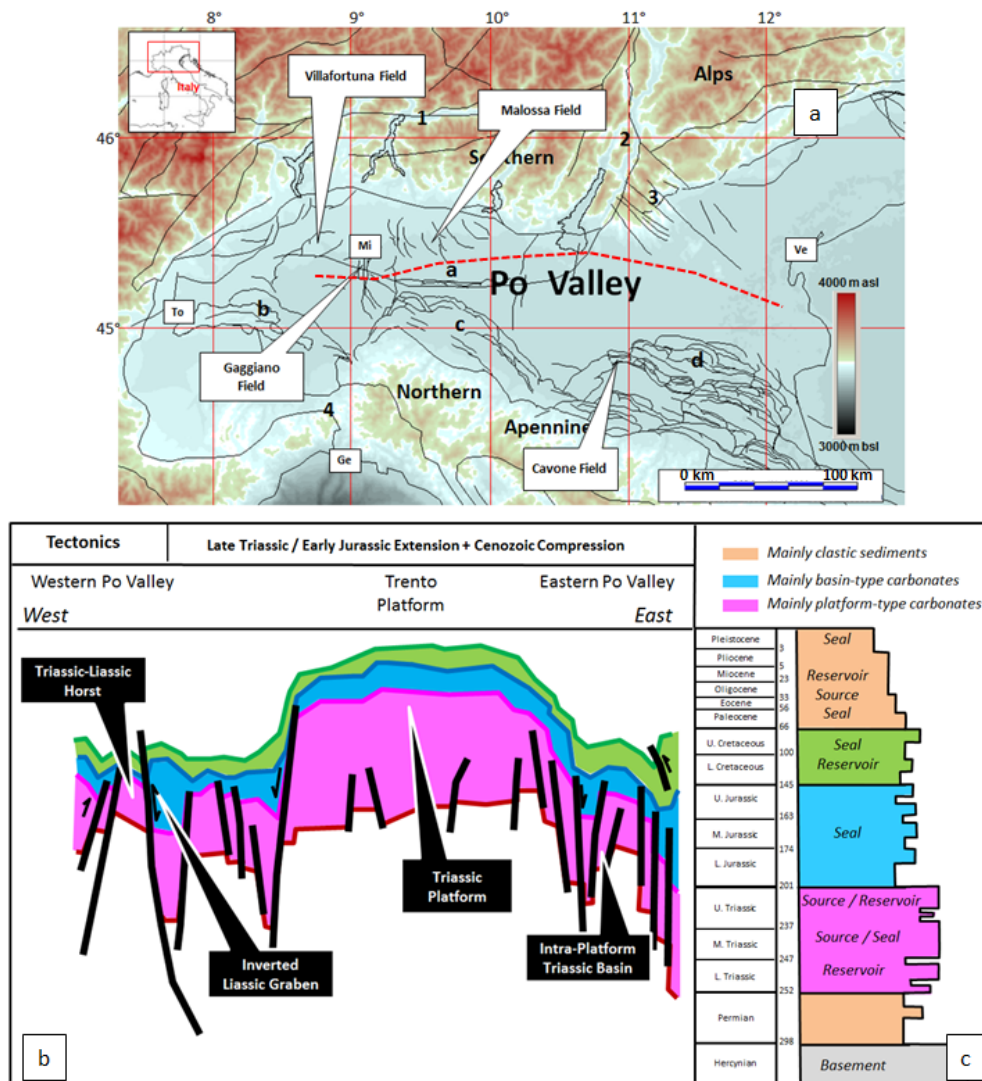 8°
9°
10°
11°
12°
Italy
Villafortuna Field
Malossa Field
Alps
a
46°
1
2
Southern
3
Mi
Ve
a
Po Valley
4000 m asl
To
b
45°
c
d
Gaggiano
Field
Northern
4
Apennine
3000 m bsl
Ge
Cavone Field
0 km
100 km
Tectonics
Late Triassic / Early Jurassic Extension + Cenozoic Compression
Western Po Valley
Trento
Platform
Eastern Po Valley
West
East
Triassic-Liassic
Horst
Triassic
Platform
Inverted
Liassic Graben
Intra-Platform
Triassic Basin
b
Mainly clastic sediments
Mainly basin-type carbonates
Mainly platform-type carbonates
Pleistocene
Seal
3
Pliocene
5
Miocene
Reservoir
23
Oligocene
Source
33
Eocene
56
Paleocene
Seal
66
U. Cretaceous
Seal
100
Reservoir
L. Cretaceous
145
U. Jurassic
163
M. Jurassic
Seal
174
L. Jurassic
201
U. Triassic
Source / Reservoir
237
M. Triassic
Source / Seal
247
L. Triassic
Reservoir
252
Permian
298
Hercynian
Basement
c